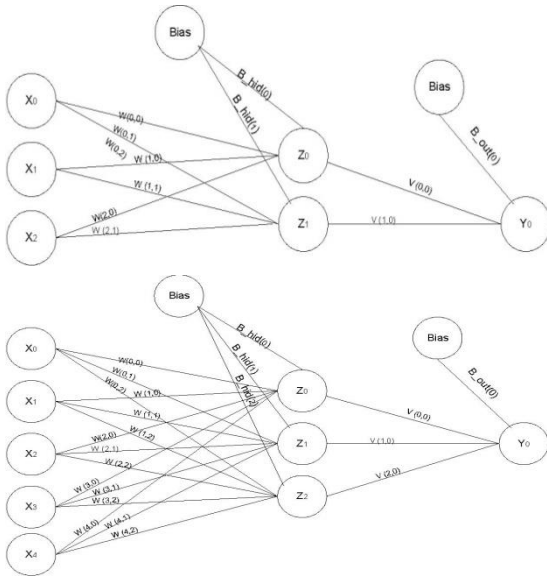 Bias
B_hid(0)
B_hid(1)
Bias
B_out(0)
X0
W(0,0)
W(0,1)
W(0,2)
X1
W (1,0)
W (1,1)
X2
W(2,0)
W (2,1)
Z0
Z1
V (0,0)
V (1,0)
Y0
Bias
B_hid(0)
B_hid(1)
B_hid(2)
Bias
B_out(0)
X0
W(0,0)
W(0,1)
W(0,2)
X1
W (1,0)
W (1,1)
W (1,2)
X2
W(2,0)
W (2,1)
W (2,2)
X3
W (3,0)
W (3,1)
W (3,2)
X4
W (4,0)
W (4,1)
W (4,2)
Z0
Z1
Z2
V (0,0)
V (1,0)
V (2,0)
Y0